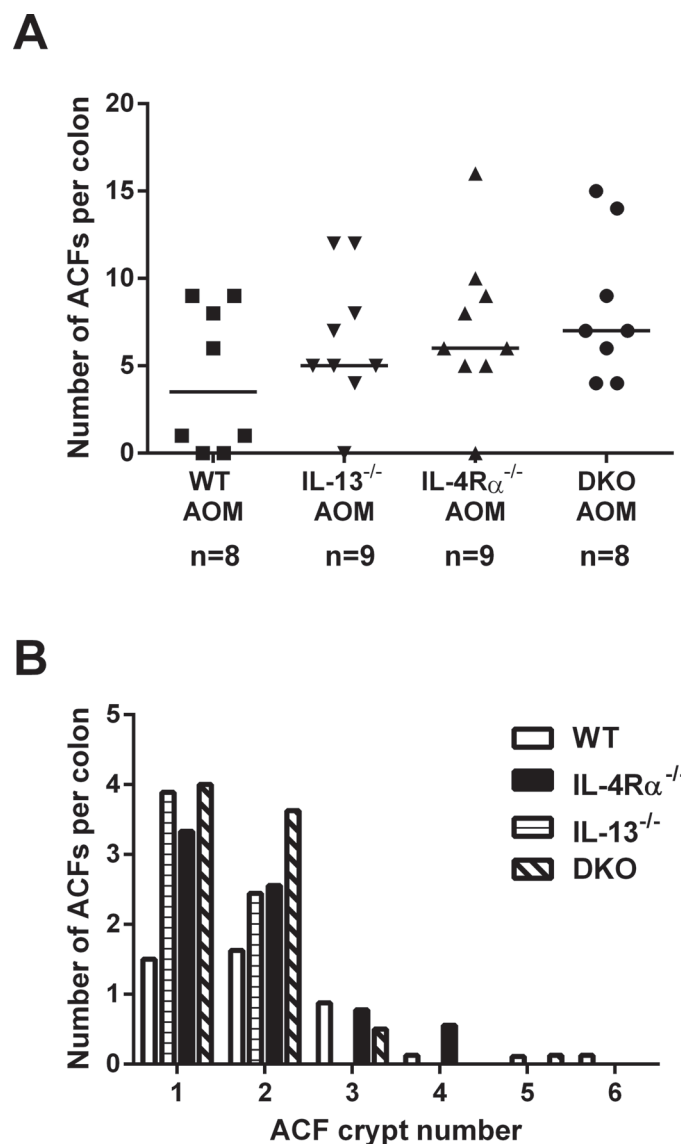 A
Number of ACFs per colon
20
15
10
5
0
WT IL-13-/- IL-4Rα-/- DKO
AOM AOM AOM AOM
n=8 n=9 n=9 n=8
B
Number of ACFs per colon
5
4
3
2
1
0
WT
IL-4Rα-/-
IL-13-/-
DKO
1 2 3 4 5 6
ACF crypt number